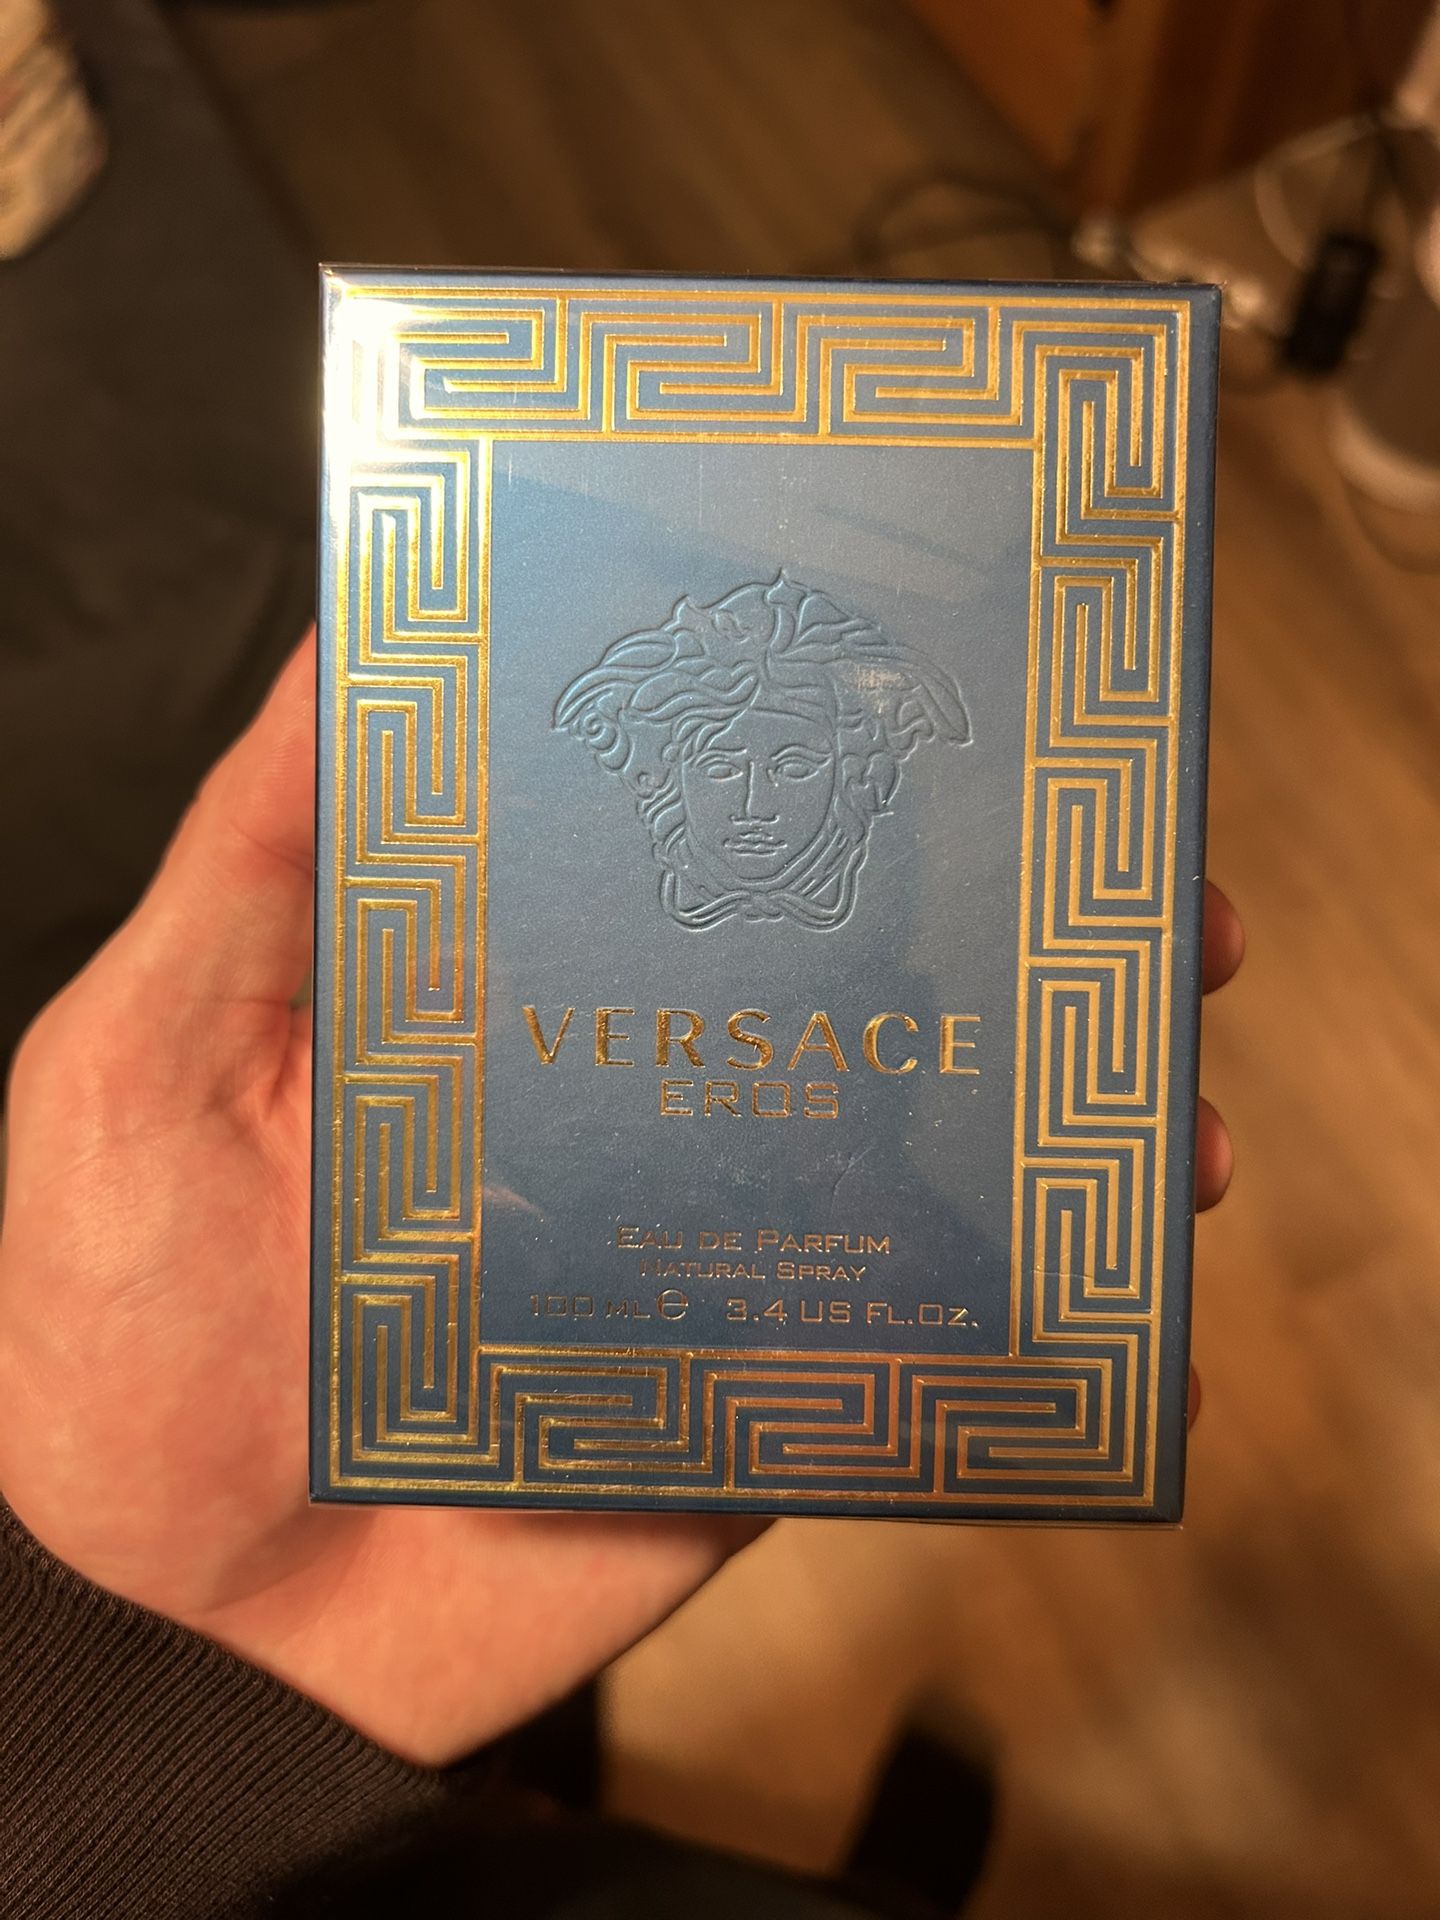 VERSACE
EROS
EAU DE PARFUM
NATURAL SPRAY
100 ML ℮ 3.4 US FL.OZ.